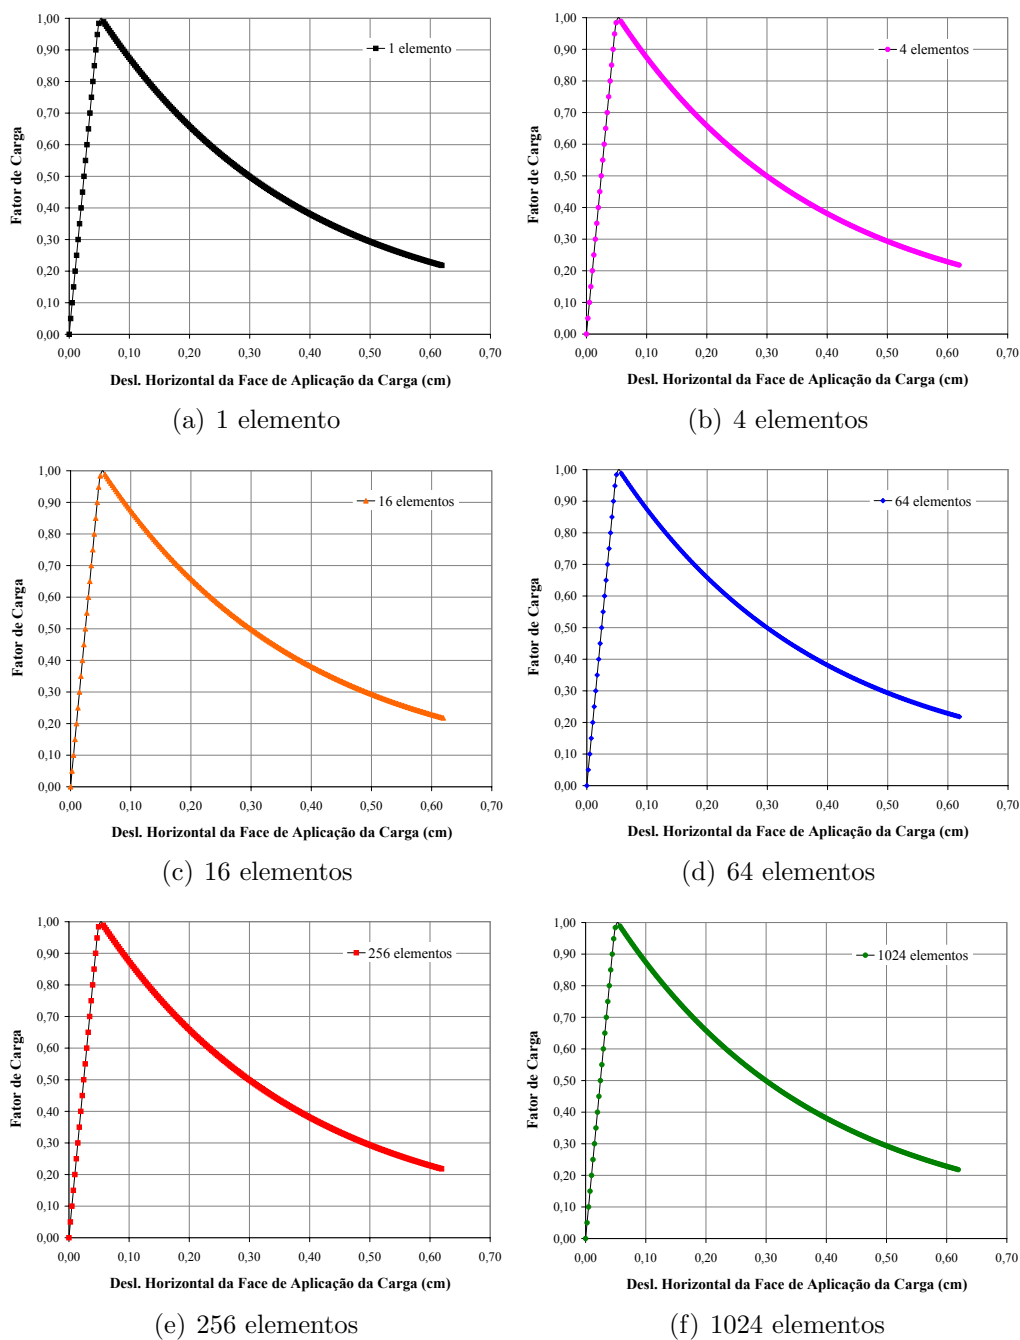 1,00
0,90
0,80
0,70
0,60
0,50
0,40
0,30
0,20
0,10
0,00
Fator de Carga
1 elemento
0,00 0,10 0,20 0,30 0,40 0,50 0,60 0,70
Desl. Horizontal da Face de Aplicação da Carga (cm)
(a) 1 elemento
1,00
0,90
0,80
0,70
0,60
0,50
0,40
0,30
0,20
0,10
0,00
Fator de Carga
4 elementos
0,00 0,10 0,20 0,30 0,40 0,50 0,60 0,70
Desl. Horizontal da Face de Aplicação da Carga (cm)
(b) 4 elementos
1,00
0,90
0,80
0,70
0,60
0,50
0,40
0,30
0,20
0,10
0,00
Fator de Carga
16 elementos
0,00 0,10 0,20 0,30 0,40 0,50 0,60 0,70
Desl. Horizontal da Face de Aplicação da Carga (cm)
(c) 16 elementos
1,00
0,90
0,80
0,70
0,60
0,50
0,40
0,30
0,20
0,10
0,00
Fator de Carga
64 elementos
0,00 0,10 0,20 0,30 0,40 0,50 0,60 0,70
Desl. Horizontal da Face de Aplicação da Carga (cm)
(d) 64 elementos
1,00
0,90
0,80
0,70
0,60
0,50
0,40
0,30
0,20
0,10
0,00
Fator de Carga
256 elementos
0,00 0,10 0,20 0,30 0,40 0,50 0,60 0,70
Desl. Horizontal da Face de Aplicação da Carga (cm)
(e) 256 elementos
1,00
0,90
0,80
0,70
0,60
0,50
0,40
0,30
0,20
0,10
0,00
Fator de Carga
1024 elementos
0,00 0,10 0,20 0,30 0,40 0,50 0,60 0,70
Desl. Horizontal da Face de Aplicação da Carga (cm)
(f) 1024 elementos